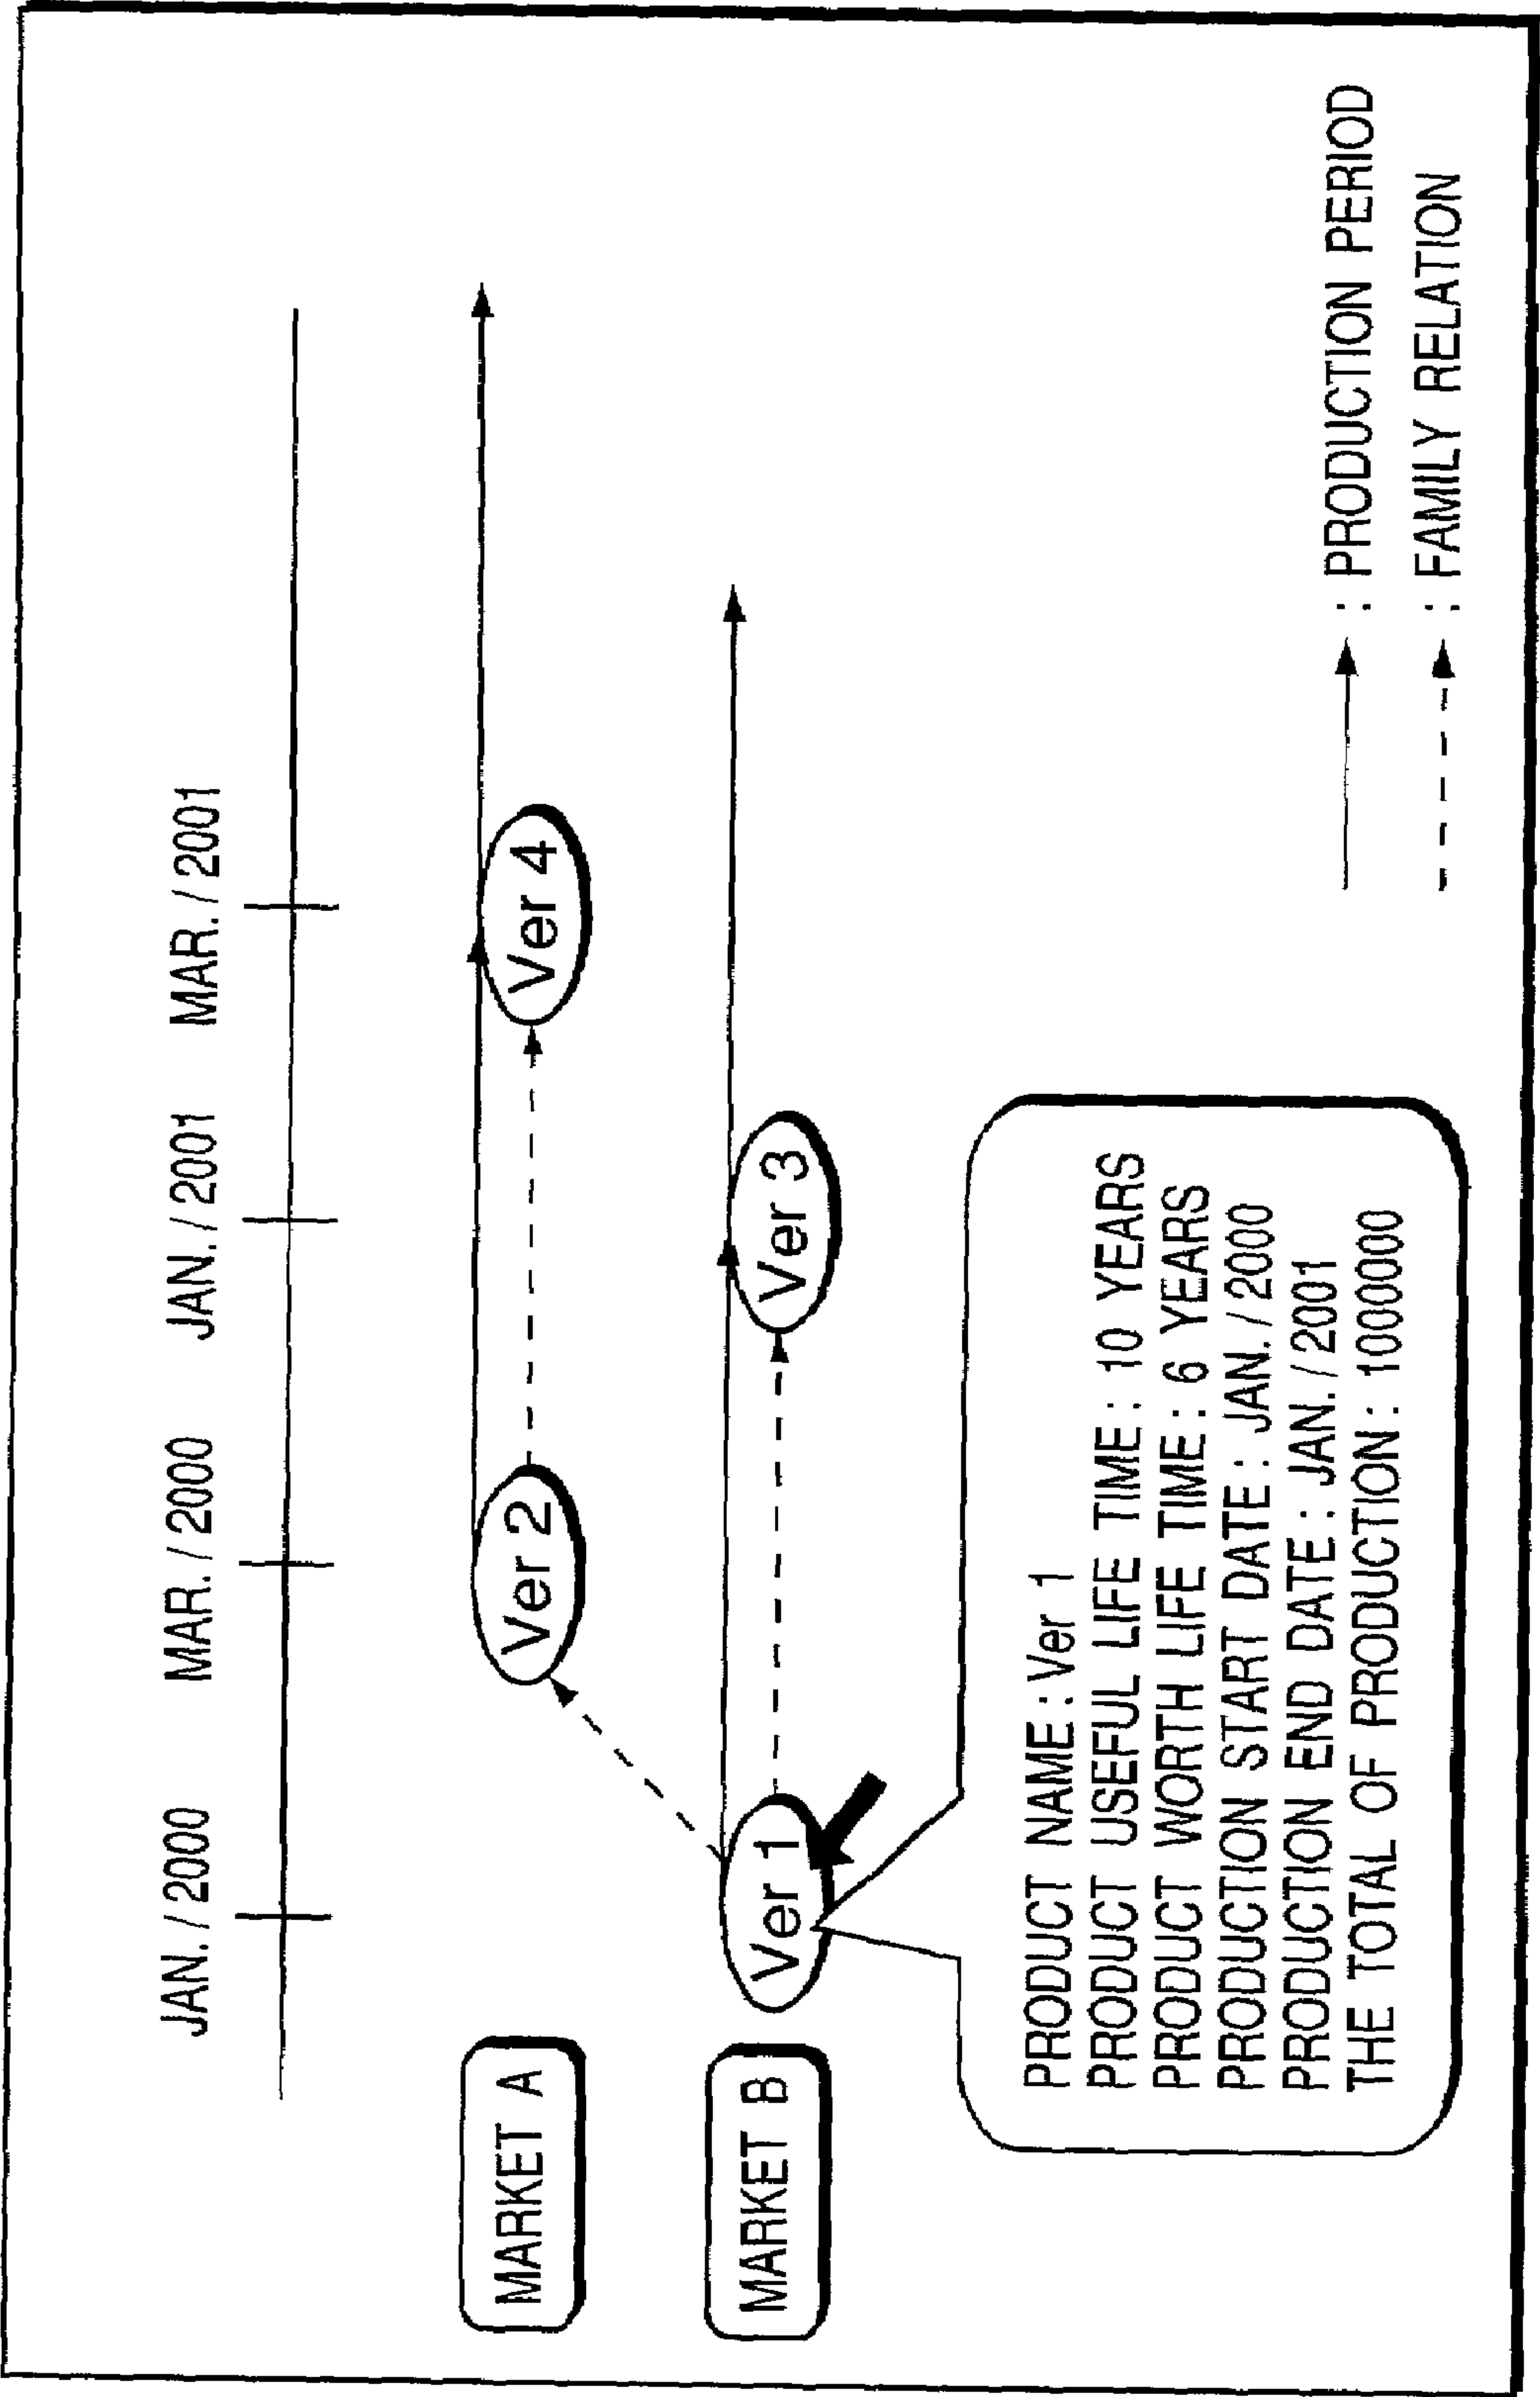 JAN. / 2000 MAR. / 2000 JAN. / 2001 MAR. / 2001
MARKET A
Ver 2
Ver 4
MARKET B
Ver 1
Ver 3
PRODUCT NAME : Ver 1
PRODUCT USEFUL LIFE TIME : 10 YEARS
PRODUCT WORTH LIFE TIME : 6 YEARS
PRODUCTION START DATE : JAN. / 2000
PRODUCTION END DATE : JAN. / 2001
THE TOTAL OF PRODUCTION : 1000000
: PRODUCTION PERIOD
: FAMILY RELATION